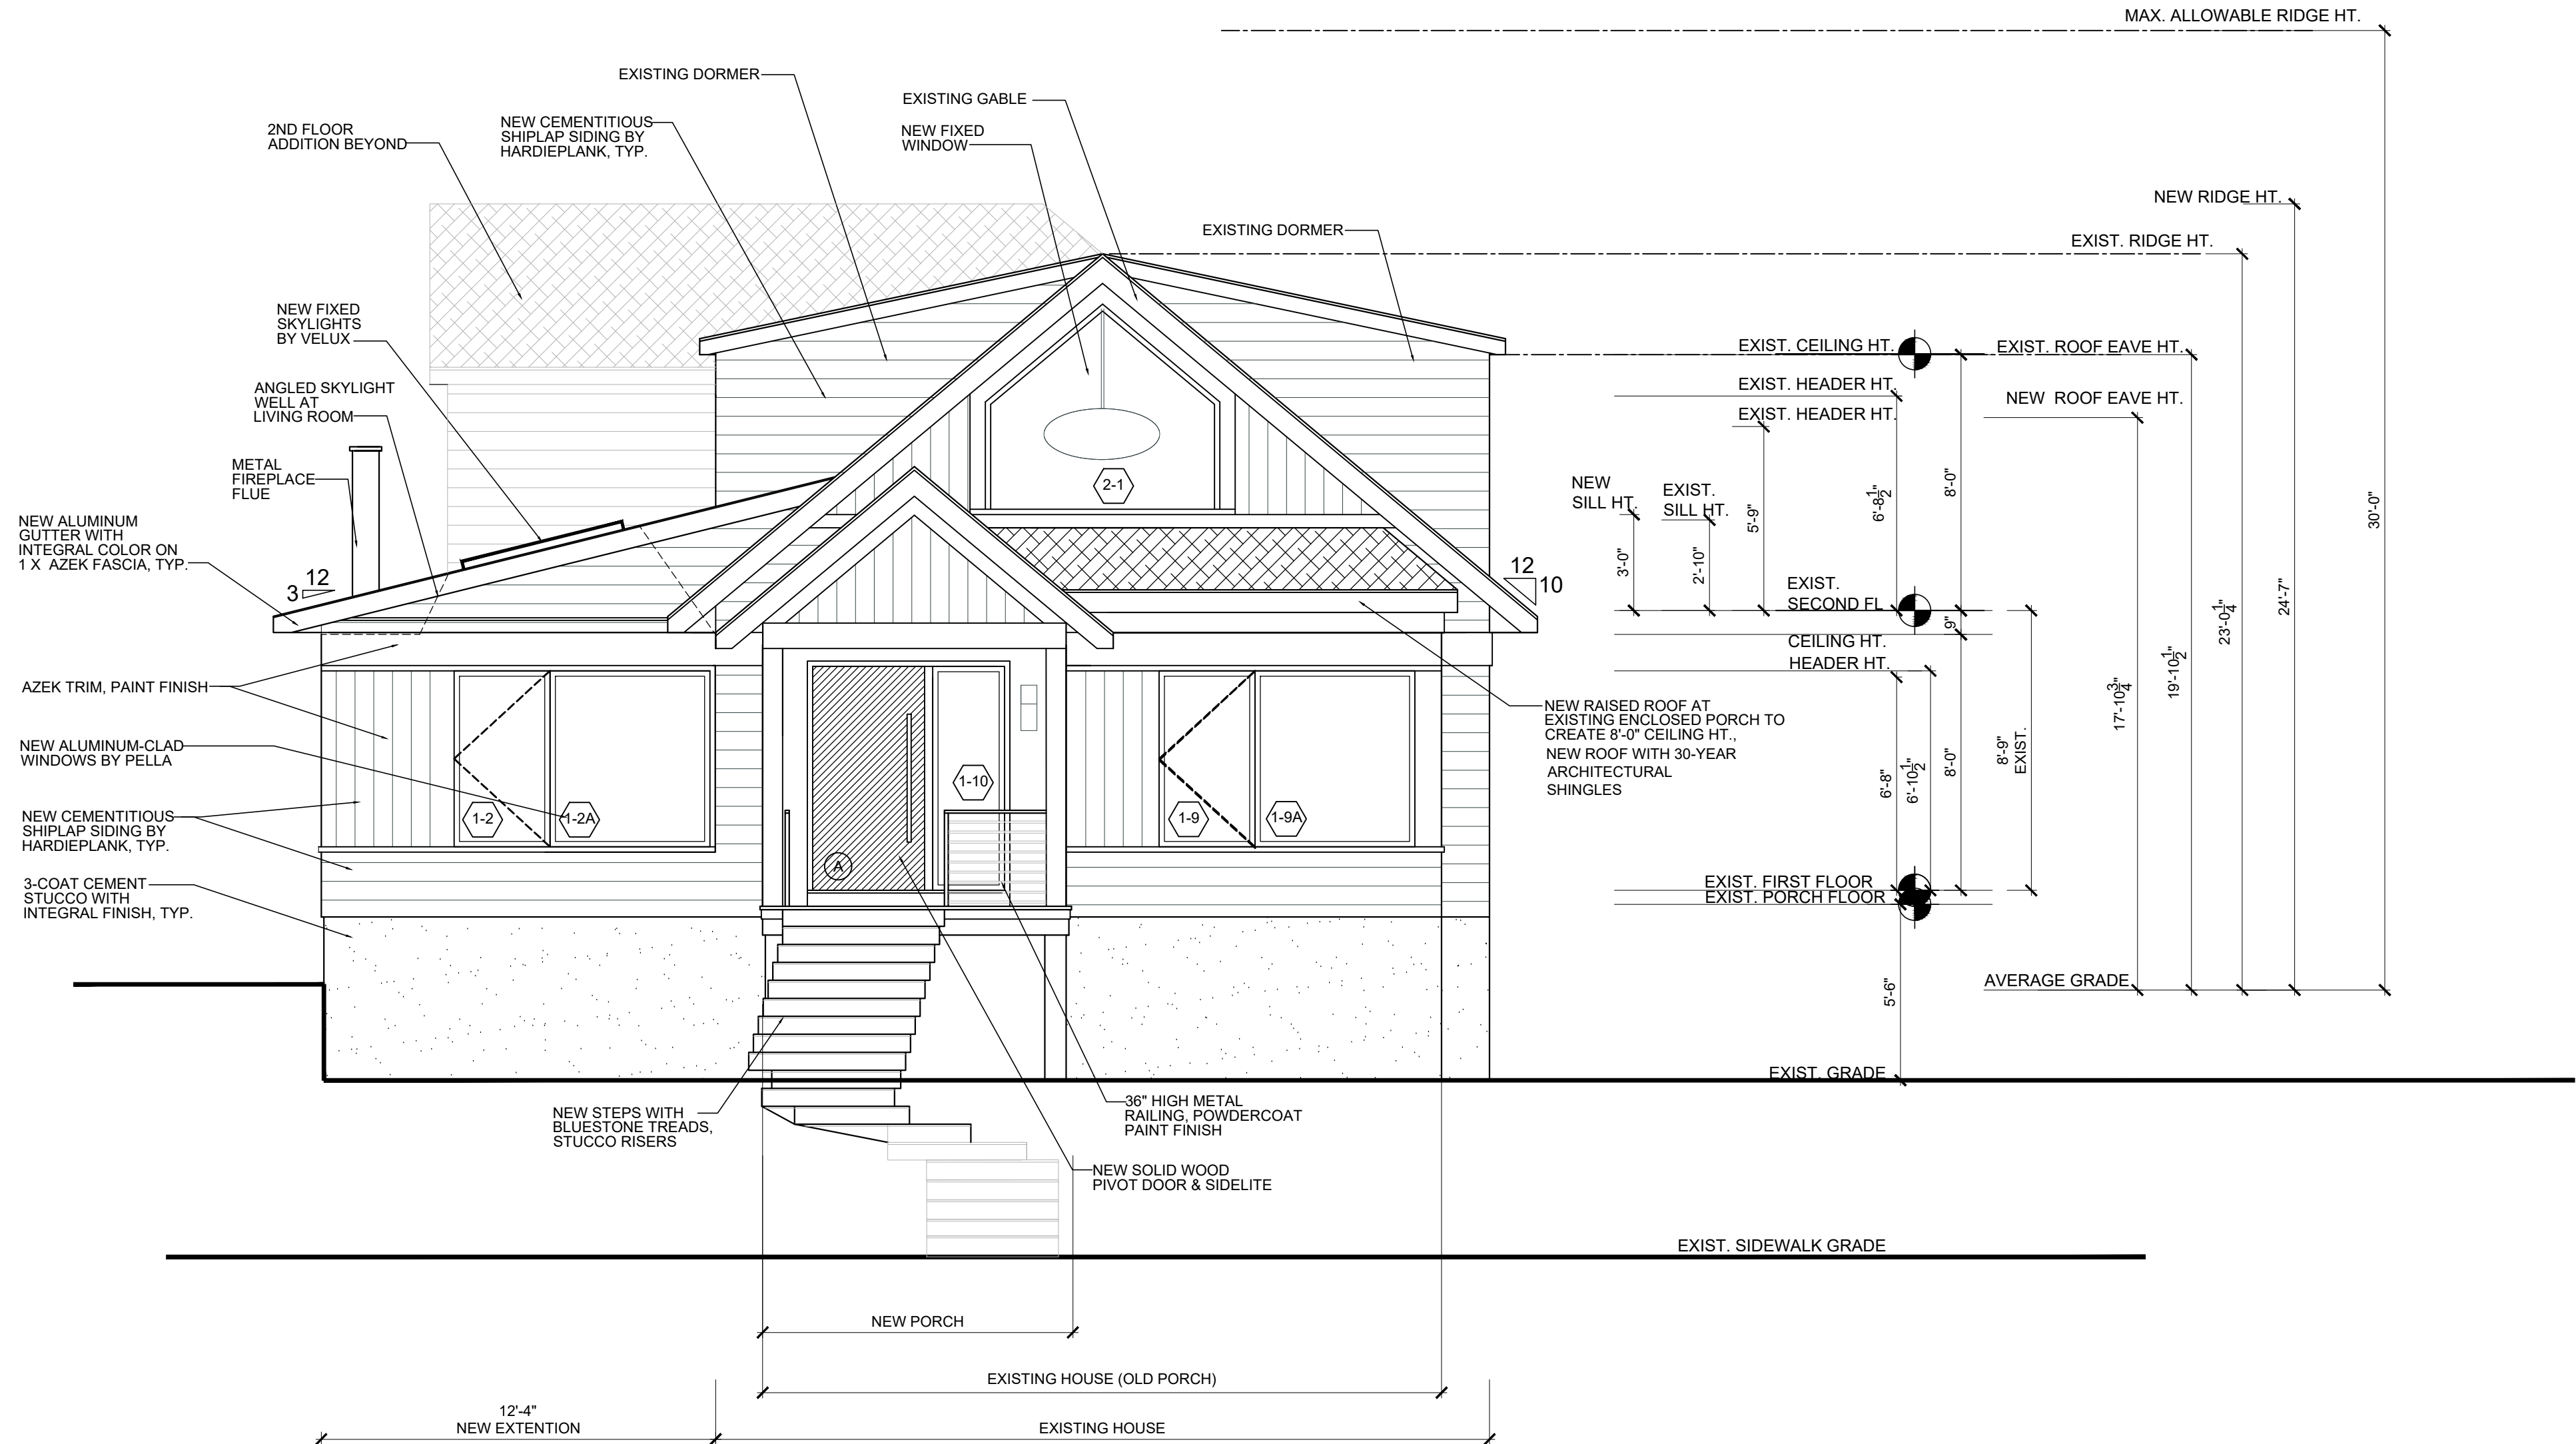 MAX. ALLOWABLE RIDGE HT.
EXISTING DORMER
EXISTING GABLE
NEW CEMENTITIOUS
SHIPLAP SIDING BY
HARDIEPLANK, TYP.
2ND FLOOR
ADDITION BEYOND
NEW FIXED
WINDOW
NEW RIDGE HT.
EXISTING DORMER
EXIST. RIDGE HT.
NEW FIXED
SKYLIGHTS
BY VELUX
EXIST. CEILING HT.
EXIST. ROOF EAVE HT.
ANGLED SKYLIGHT
WELL AT
LIVING ROOM
EXIST. HEADER HT.
NEW  ROOF EAVE HT.
EXIST. HEADER HT.
METAL
FIREPLACE
FLUE
2-1
NEW
SILL HT.
EXIST.
SILL HT.
5'-9"
6'-8½"
8'-0"
30'-0"
NEW ALUMINUM
GUTTER WITH
INTEGRAL COLOR ON
1 X  AZEK FASCIA, TYP.
3'-0"
2'-10"
12
3
12
10
EXIST.
SECOND FL
9"
24'-7"
23'-0¼"
19'-10½"
17'-10¾"
CEILING HT.
HEADER HT.
AZEK TRIM, PAINT FINISH
NEW ALUMINUM-CLAD
WINDOWS BY PELLA
NEW RAISED ROOF AT
EXISTING ENCLOSED PORCH TO
CREATE 8'-0" CEILING HT.,
NEW ROOF WITH 30-YEAR
ARCHITECTURAL
SHINGLES
6'-8"
6'-10½"
8'-0"
8'-9"
EXIST.
1-10
1-2
1-2A
1-9
1-9A
NEW CEMENTITIOUS
SHIPLAP SIDING BY
HARDIEPLANK, TYP.
A
3-COAT CEMENT
STUCCO WITH
INTEGRAL FINISH, TYP.
EXIST. FIRST FLOOR
EXIST. PORCH FLOOR
AVERAGE GRADE
5'-6"
EXIST. GRADE
NEW STEPS WITH
BLUESTONE TREADS,
STUCCO RISERS
36" HIGH METAL
RAILING, POWDERCOAT
PAINT FINISH
NEW SOLID WOOD
PIVOT DOOR & SIDELITE
EXIST. SIDEWALK GRADE
NEW PORCH
EXISTING HOUSE (OLD PORCH)
12'-4"
NEW EXTENTION
EXISTING HOUSE